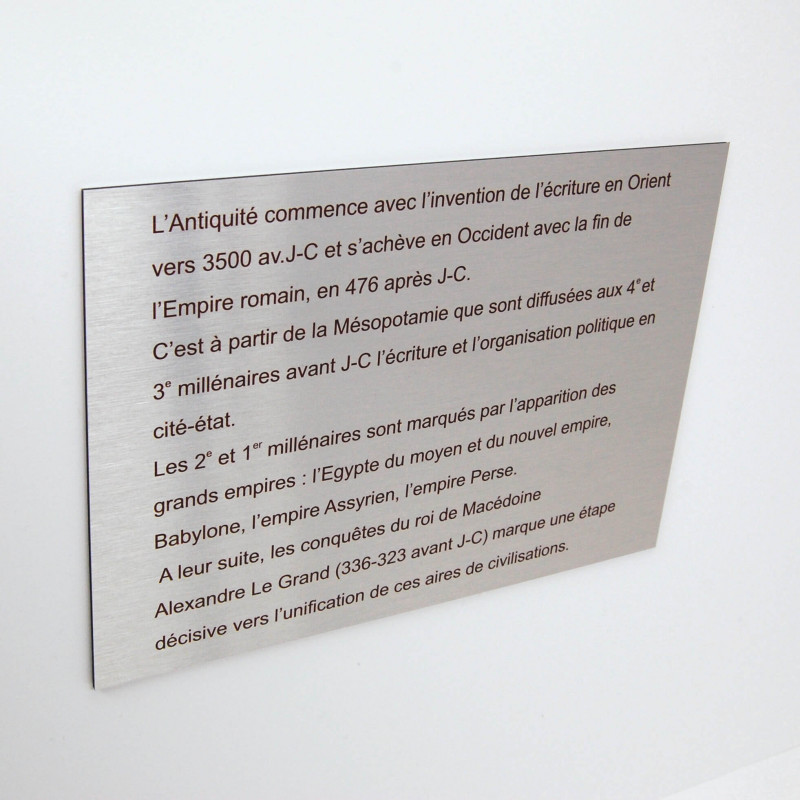 L'Antiquité commence avec l'invention de l'écriture en Orient
vers 3500 av.J-C et s'achève en Occident avec la fin de
l'Empire romain, en 476 après J-C.
C'est à partir de la Mésopotamie que sont diffusées aux 4e et
3e millénaires avant J-C l'écriture et l'organisation politique en
cité-état.
Les 2e et 1er millénaires sont marqués par l'apparition des
grands empires : l'Egypte du moyen et du nouvel empire,
Babylone, l'empire Assyrien, l'empire Perse.
A leur suite, les conquêtes du roi de Macédoine
Alexandre Le Grand (336-323 avant J-C) marque une étape
décisive vers l'unification de ces aires de civilisations.